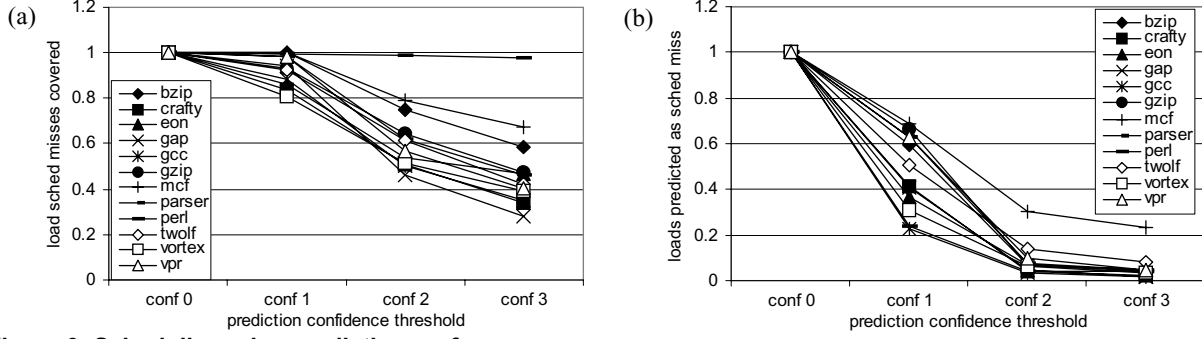 (a)
load sched misses covered
1.2
1
0.8
0.6
0.4
0.2
0
bzip
crafty
eon
gap
gcc
gzip
mcf
parser
perl
twolf
vortex
vpr
conf 0 conf 1 conf 2 conf 3
prediction confidence threshold
(b)
loads predicted as sched miss
1.2
1
0.8
0.6
0.4
0.2
0
bzip
crafty
eon
gap
gcc
gzip
mcf
parser
perl
twolf
vortex
vpr
conf 0 conf 1 conf 2 conf 3
prediction confidence threshold